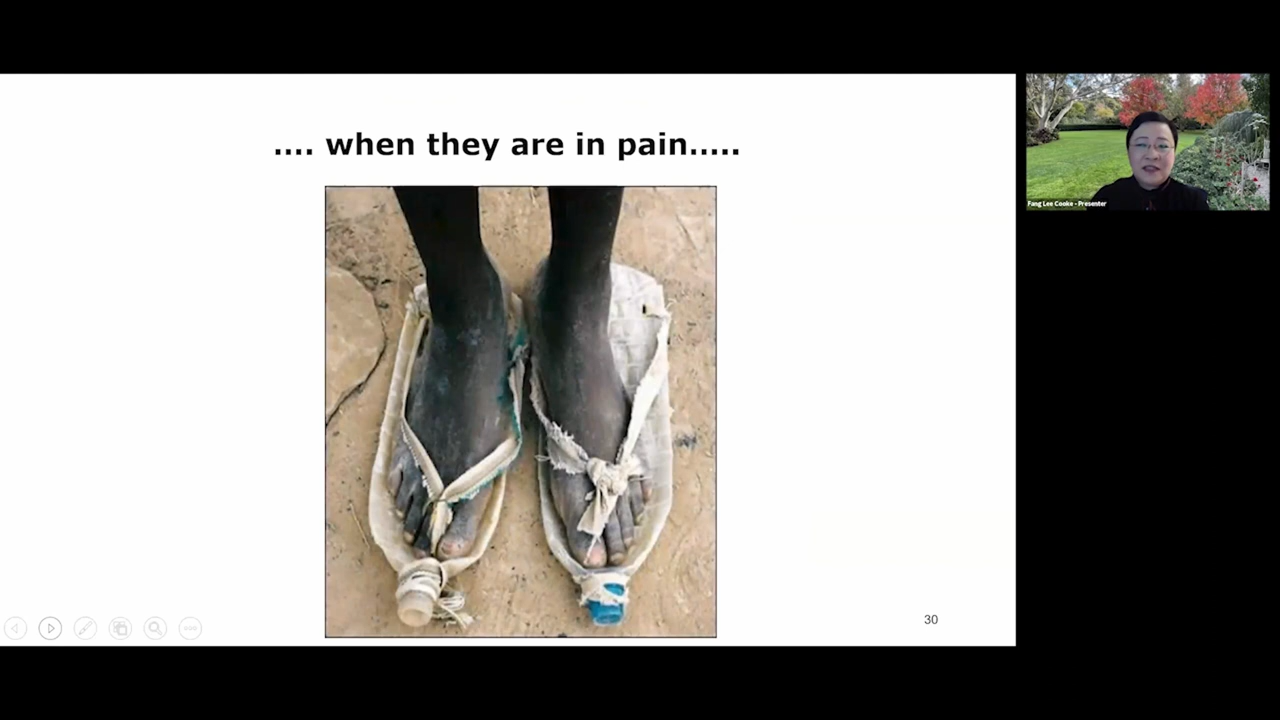 .... when they are in pain.....
Fang Lee Cooke - Presenter
30